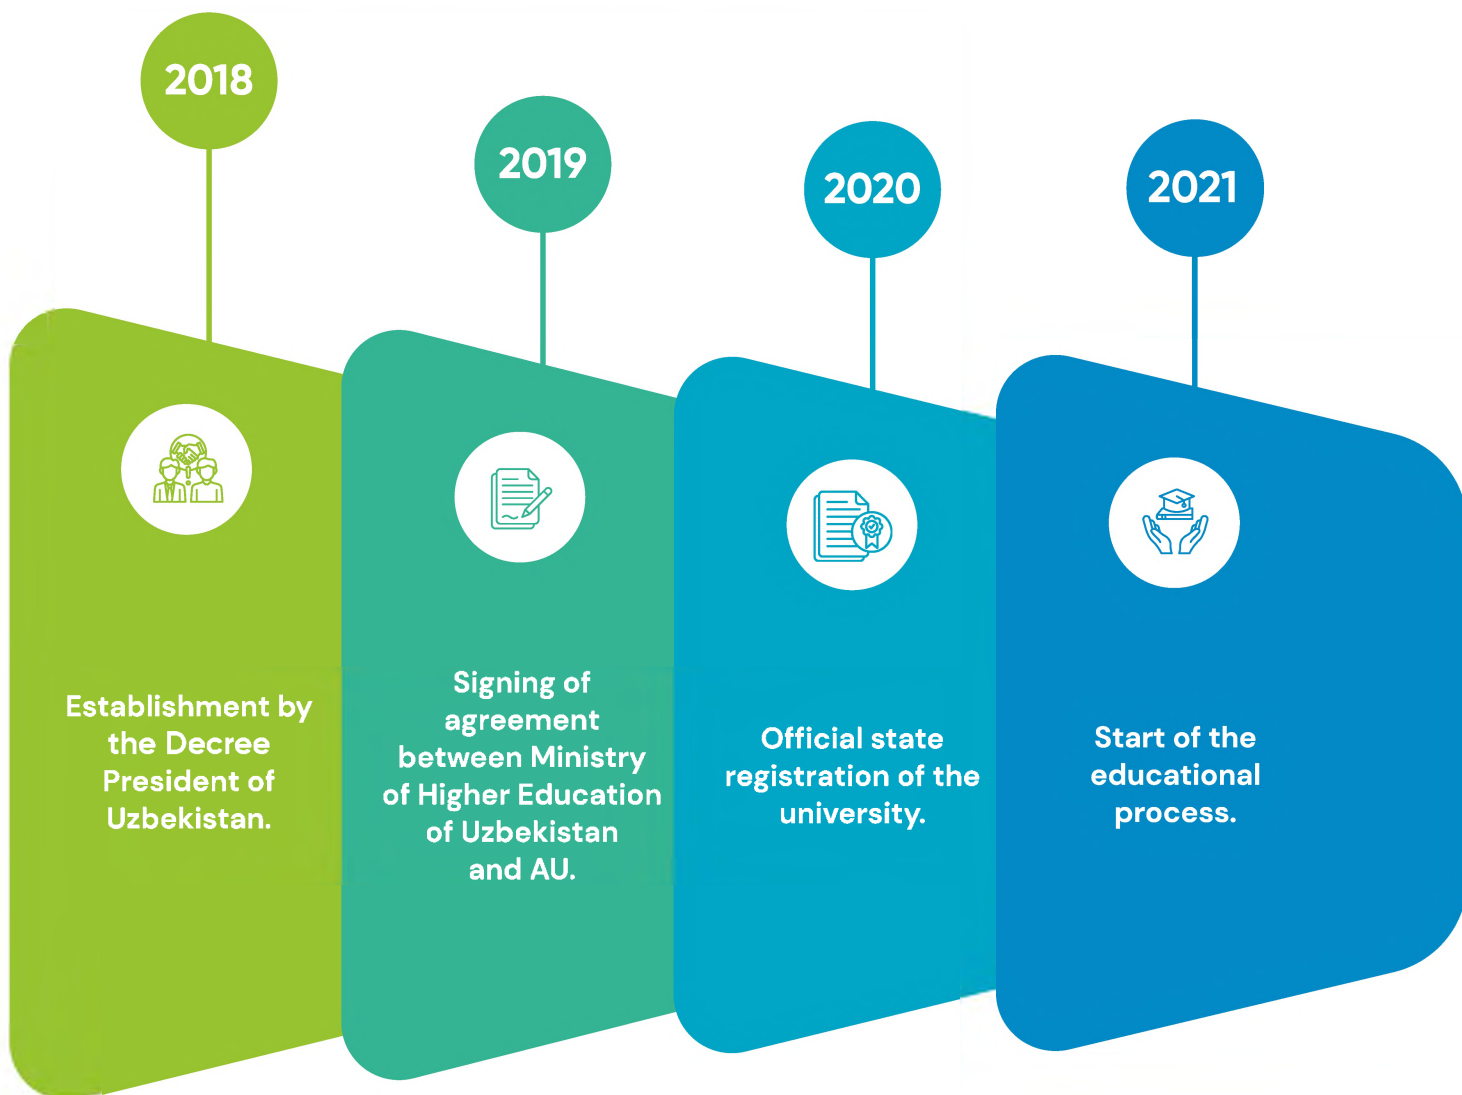 2018
Establishment by
the Decree
President of
Uzbekistan.
2019
Signing of
agreement
between Ministry
of Higher Education
of Uzbekistan
and AU.
2020
Official state
registration of the
university.
2021
Start of the
educational
process.